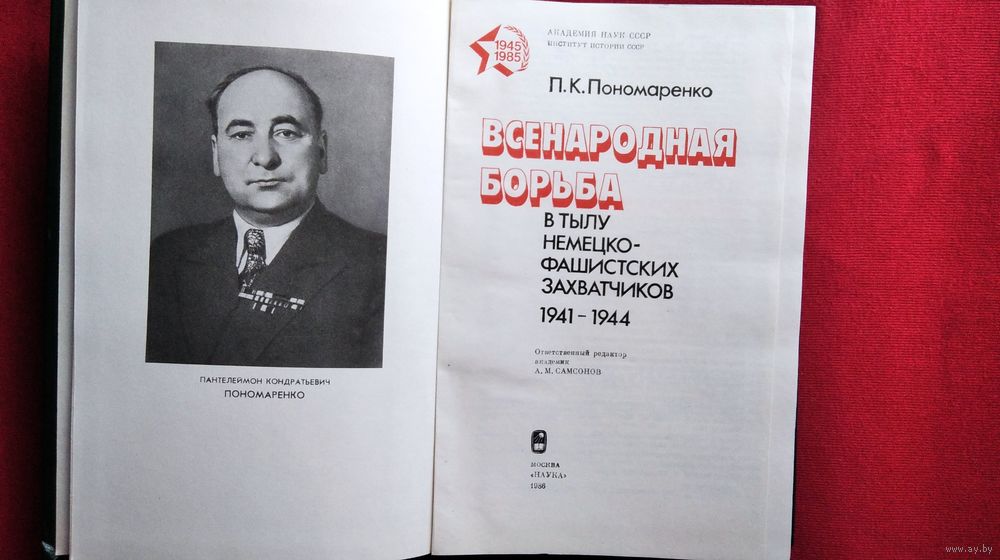 ПАНТЕЛЕЙМОН КОНДРАТЬЕВИЧ
ПОНОМАРЕНКО
1945
1985
АКАДЕМИЯ НАУК СССР
ИНСТИТУТ ИСТОРИИ СССР
П.К.Пономаренко
ВСЕНАРОДНАЯ
БОРЬБА
В ТЫЛУ
НЕМЕЦКО-
ФАШИСТСКИХ
ЗАХВАТЧИКОВ
1941-1944
Ответственный редактор
академик
А. М. САМСОНОВ
МОСКВА
«НАУКА»
1986
www.ay.by